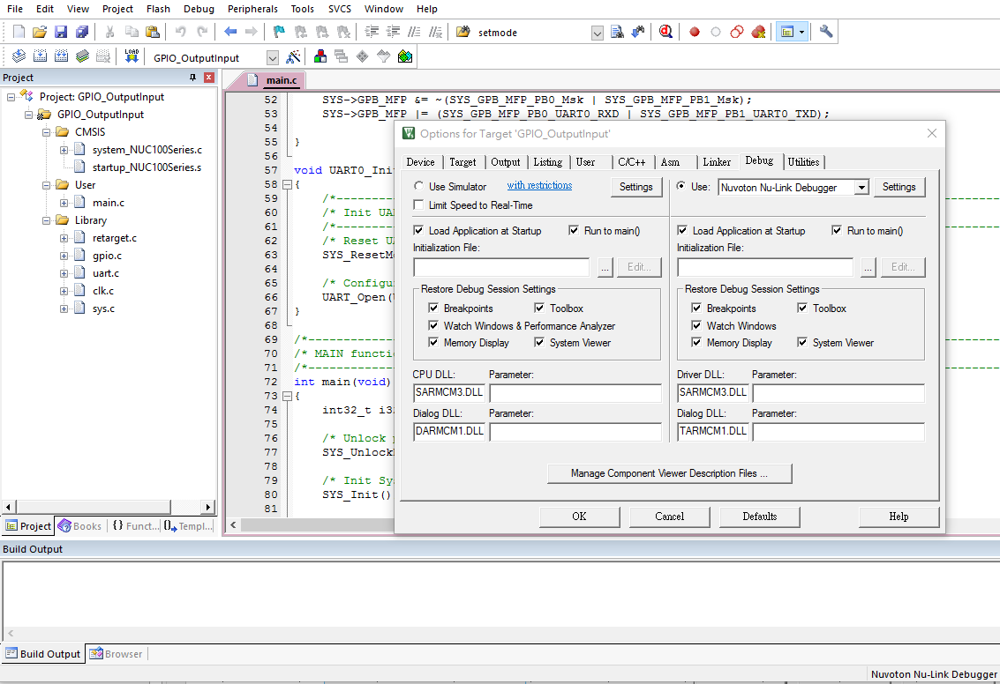 File Edit View Project Flash Debug Peripherals Tools SVCS Window Help
setmode
LOAD
GPIO_OutputInput
Project
main.c
Project: GPIO_OutputInput
GPIO_OutputInput
CMSIS
system_NUC100Series.c
startup_NUC100Series.s
User
main.c
Library
retarget.c
gpio.c
uart.c
clk.c
sys.c
Project Books Funct... Templ...
52 SYS->GPB_MFP &= ~(SYS_GPB_MFP_PB0_Msk | SYS_GPB_MFP_PB1_Msk);
53 SYS->GPB_MFP |= (SYS_GPB_MFP_PB0_UART0_RXD | SYS_GPB_MFP_PB1_UART0_TXD);
54
55 }
56
57 void UART0_Ini
58 {
59 /*-
60 /* Init UA
61 /*-
62 /* Reset U
63 SYS_ResetM
64
65 /* Configu
66 UART_Open(
67 }
68
69 /*-
70 /* MAIN functi
71 /*-
72 int main(void)
73 {
74 int32_t i3
75
76 /* Unlock
77 SYS_Unlock
78
79 /* Init Sy
80 SYS_Init()
81
Options for Target 'GPIO_OutputInput'
Device Target Output Listing User C/C++ Asm Linker Debug Utilities
Use Simulator with restrictions Settings
Limit Speed to Real-Time
Load Application at Startup Run to main()
Initialization File:
... Edit...
Restore Debug Session Settings
Breakpoints Toolbox
Watch Windows & Performance Analyzer
Memory Display System Viewer
CPU DLL: Parameter:
SARMCM3.DLL
Dialog DLL: Parameter:
DARMCM1.DLL
Use: Nuvoton Nu-Link Debugger Settings
Load Application at Startup Run to main()
Initialization File:
... Edit...
Restore Debug Session Settings
Breakpoints Toolbox
Watch Windows
Memory Display System Viewer
Driver DLL: Parameter:
SARMCM3.DLL
Dialog DLL: Parameter:
TARMCM1.DLL
Manage Component Viewer Description Files ...
OK Cancel Defaults Help
Build Output
Build Output Browser
Nuvoton Nu-Link Debugger